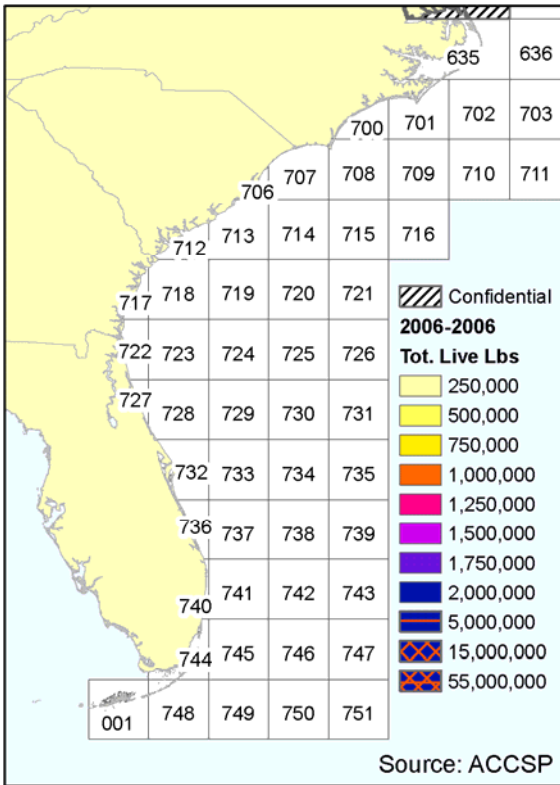 635 636
700 701 702 703
706 707 708 709 710 711
712 713 714 715 716
717 718 719 720 721
722 723 724 725 726
727 728 729 730 731
732 733 734 735
736 737 738 739
740 741 742 743
744 745 746 747
001 748 749 750 751
Confidential
2006-2006
Tot. Live Lbs
250,000
500,000
750,000
1,000,000
1,250,000
1,500,000
1,750,000
2,000,000
5,000,000
15,000,000
55,000,000
Source: ACCSP